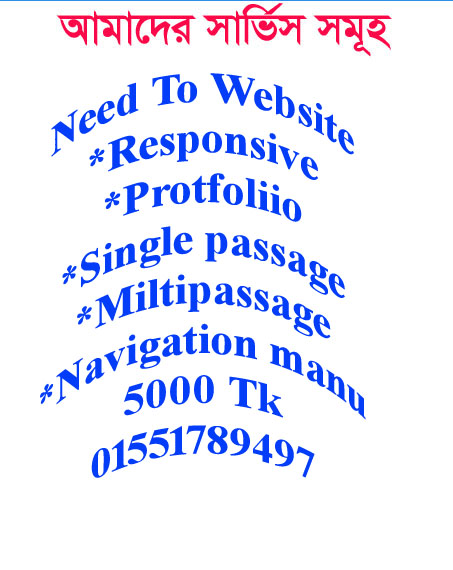 আমাদের সার্ভিস সমূহ
Need To Website
*Responsive
*Protfoliio
*Single passage
*Miltipassage
*Navigation manu
5000 Tk
01551789497